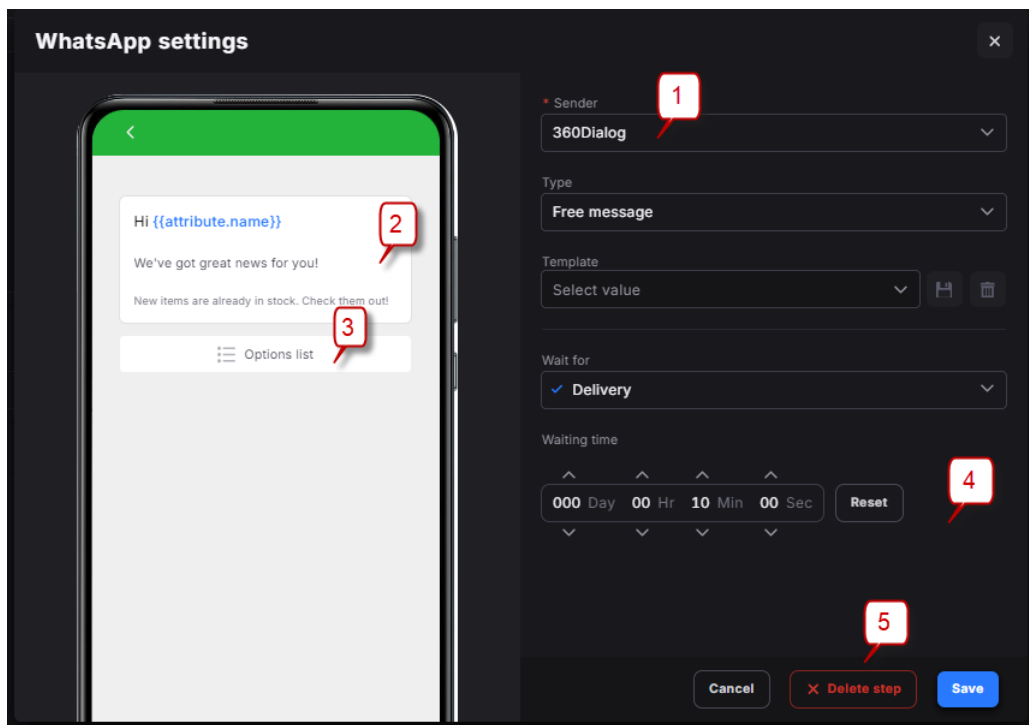 WhatsApp settings
1
* Sender
360Dialog
Type
Free message
Template
Select value
Hi {{attribute.name}}
2
We've got great news for you!
New items are already in stock. Check them out!
3
Options list
Wait for
Delivery
Waiting time
4
000 Day 00 Hr 10 Min 00 Sec Reset
5
Cancel Delete step Save